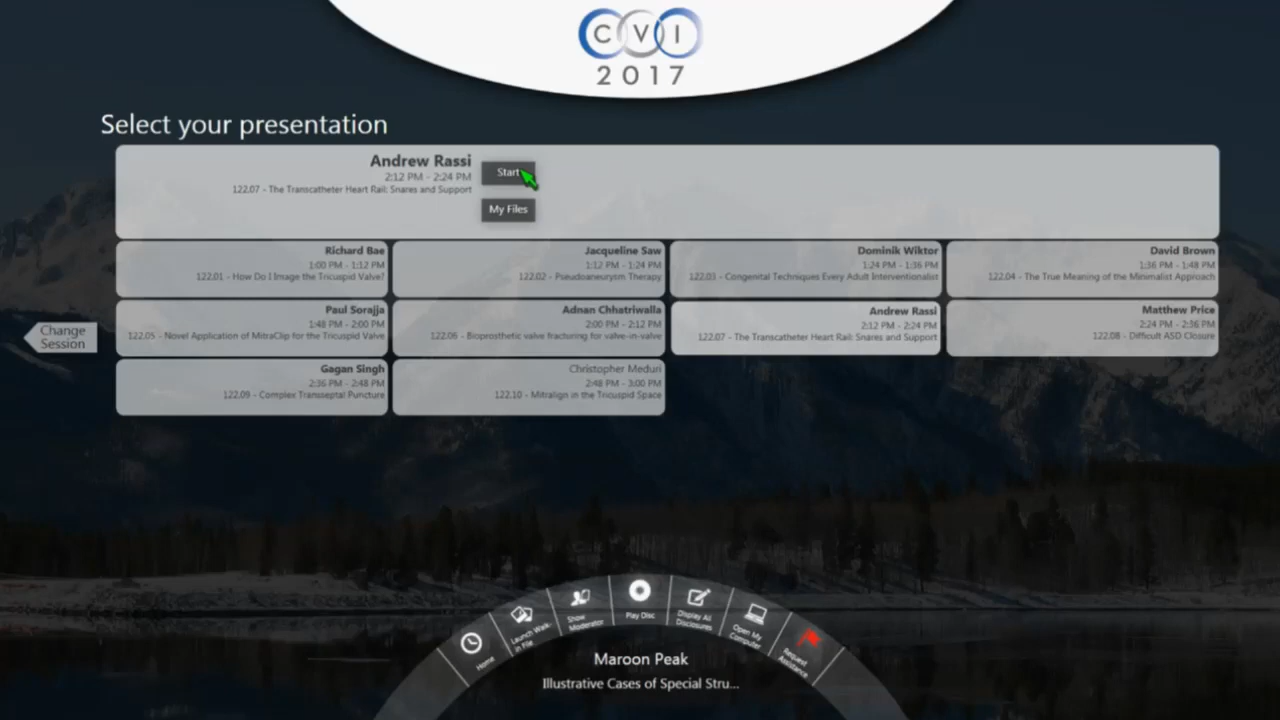 CVI
2017
Select your presentation
Andrew Rassi
2:12 PM - 2:24 PM
122.07 - The Transcatheter Heart Rail: Snares and Support
Start
My Files
Richard Bae
1:00 PM - 1:12 PM
122.01 - How Do I Image the Tricuspid Valve?
Jacqueline Saw
1:12 PM - 1:24 PM
122.02 - Pseudoaneurysm Therapy
Dominik Wiktor
1:24 PM - 1:36 PM
122.03 - Congenital Techniques Every Adult Interventionalist
David Brown
1:36 PM - 1:48 PM
122.04 - The True Meaning of the Minimalist Approach
Paul Sorajja
1:48 PM - 2:00 PM
122.05 - Novel Application of MitraClip for the Tricuspid Valve
Adnan Chhatriwalla
2:00 PM - 2:12 PM
122.06 - Bioprosthetic valve fracturing for valve-in-valve
Andrew Rassi
2:12 PM - 2:24 PM
122.07 - The Transcatheter Heart Rail: Snares and Support
Matthew Price
2:24 PM - 2:36 PM
122.08 - Difficult ASD Closure
Change
Session
Gagan Singh
2:36 PM - 2:48 PM
122.09 - Complex Transseptal Puncture
Christopher Meduri
2:48 PM - 3:00 PM
122.10 - Mitralign in the Tricuspid Space
Home
Launch Walk-
in File
Show
Moderator
Play Disc
Display All
Disclosures
Open My
Computer
Request
Assistance
Maroon Peak
Illustrative Cases of Special Stru...